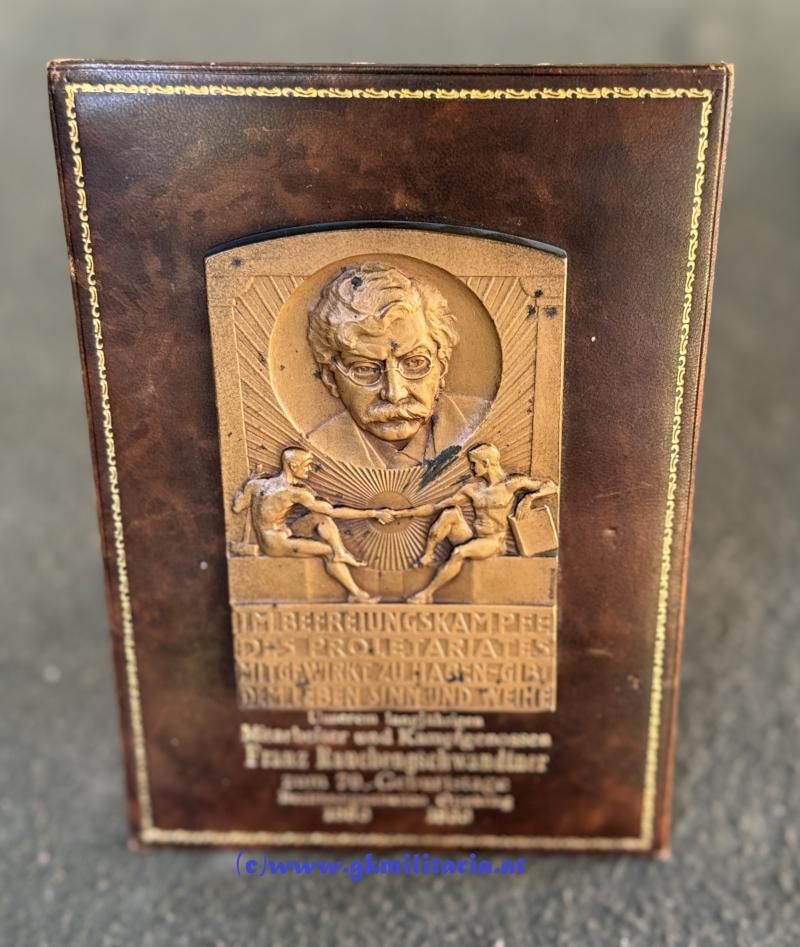 IM BEFREIUNGSKAMPFE
DES PROLETARIATES
MITGEWIRKT ZU HABEN GIBT
DEM LEBEN SINN UND WEIHE
Unserem langjährigen
Mitarbeiter und Kampfgenossen
Franz Rauchengschwandtner
zum 70. Geburtstage
(c)www.gkmilitaria.at